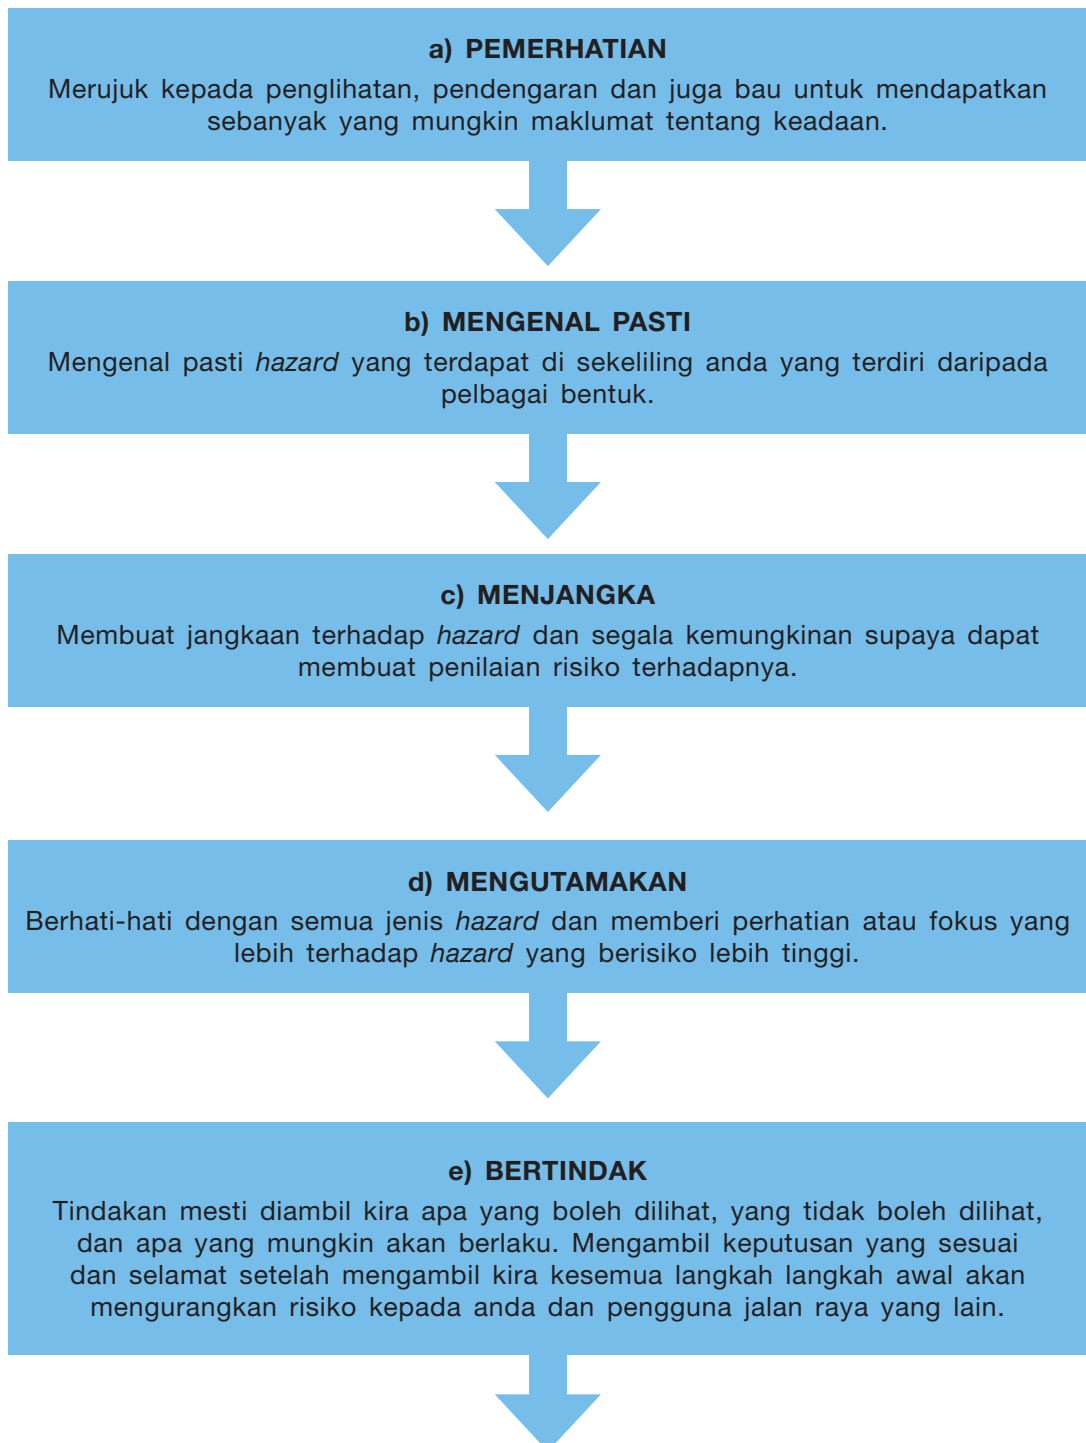 a) PEMERHATIAN
Merujuk kepada penglihatan, pendengaran dan juga bau untuk mendapatkan
sebanyak yang mungkin maklumat tentang keadaan.
b) MENGENAL PASTI
Mengenal pasti hazard yang terdapat di sekeliling anda yang terdiri daripada
pelbagai bentuk.
c) MENJANGKA
Membuat jangkaan terhadap hazard dan segala kemungkinan supaya dapat
membuat penilaian risiko terhadapnya.
d) MENGUTAMAKAN
Berhati-hati dengan semua jenis hazard dan memberi perhatian atau fokus yang
lebih terhadap hazard yang berisiko lebih tinggi.
e) BERTINDAK
Tindakan mesti diambil kira apa yang boleh dilihat, yang tidak boleh dilihat,
dan apa yang mungkin akan berlaku. Mengambil keputusan yang sesuai
dan selamat setelah mengambil kira kesemua langkah langkah awal akan
mengurangkan risiko kepada anda dan pengguna jalan raya yang lain.